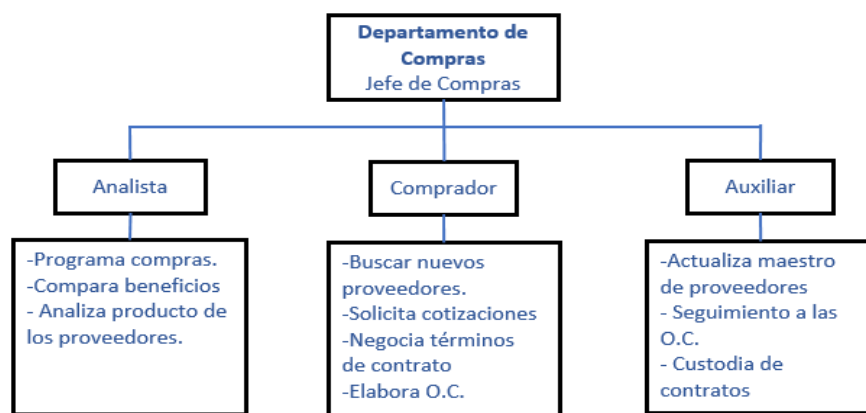 Departamento de
Compras
Jefe de Compras
Analista
Comprador
Auxiliar
-Programa compras.
-Compara beneficios
- Analiza producto de
los proveedores.
-Buscar nuevos
proveedores.
-Solicita cotizaciones
-Negocia términos
de contrato
-Elabora O.C.
-Actualiza maestro
de proveedores
- Seguimiento a las
O.C.
- Custodia de
contratos